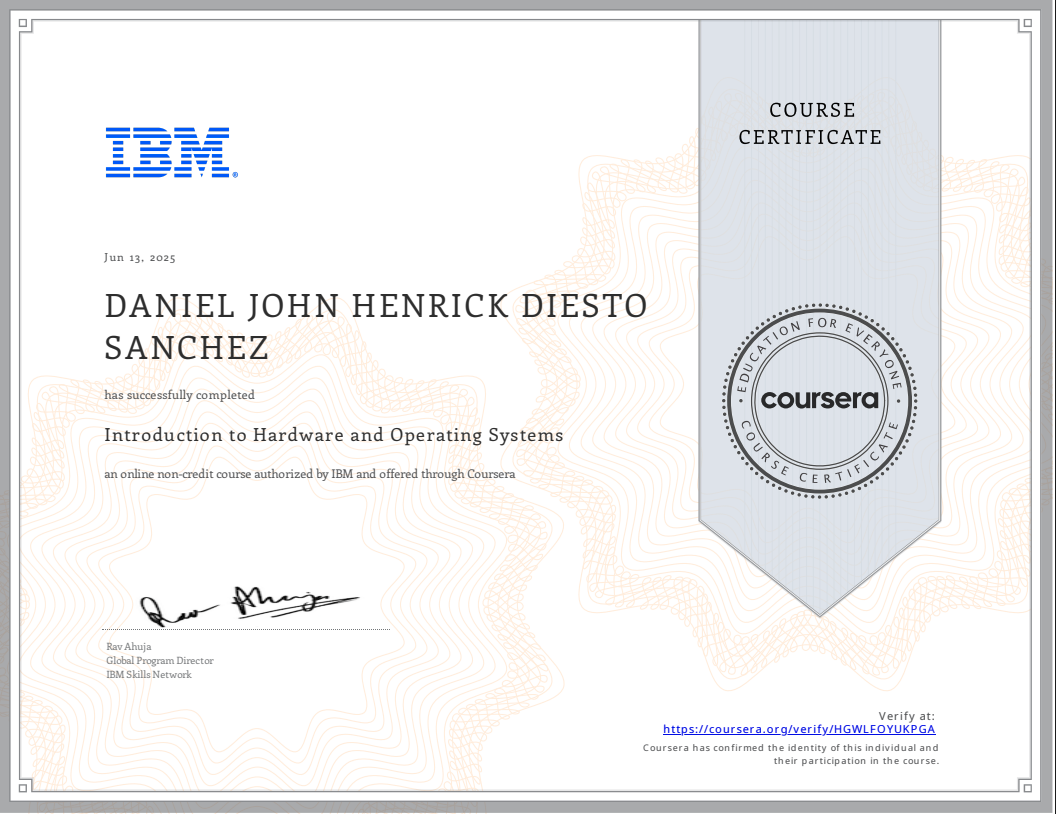 IBM®
Jun 13, 2025
DANIEL JOHN HENRICK DIESTO
SANCHEZ
has successfully completed
Introduction to Hardware and Operating Systems
an online non-credit course authorized by IBM and offered through Coursera
Rav Ahuja
Rav Ahuja
Global Program Director
IBM Skills Network
COURSE
CERTIFICATE
EDUCATION FOR EVERYONE
coursera
COURSE CERTIFICATE
Verify at:
https://coursera.org/verify/HGWLFOYUKPGA
Coursera has confirmed the identity of this individual and
their participation in the course.